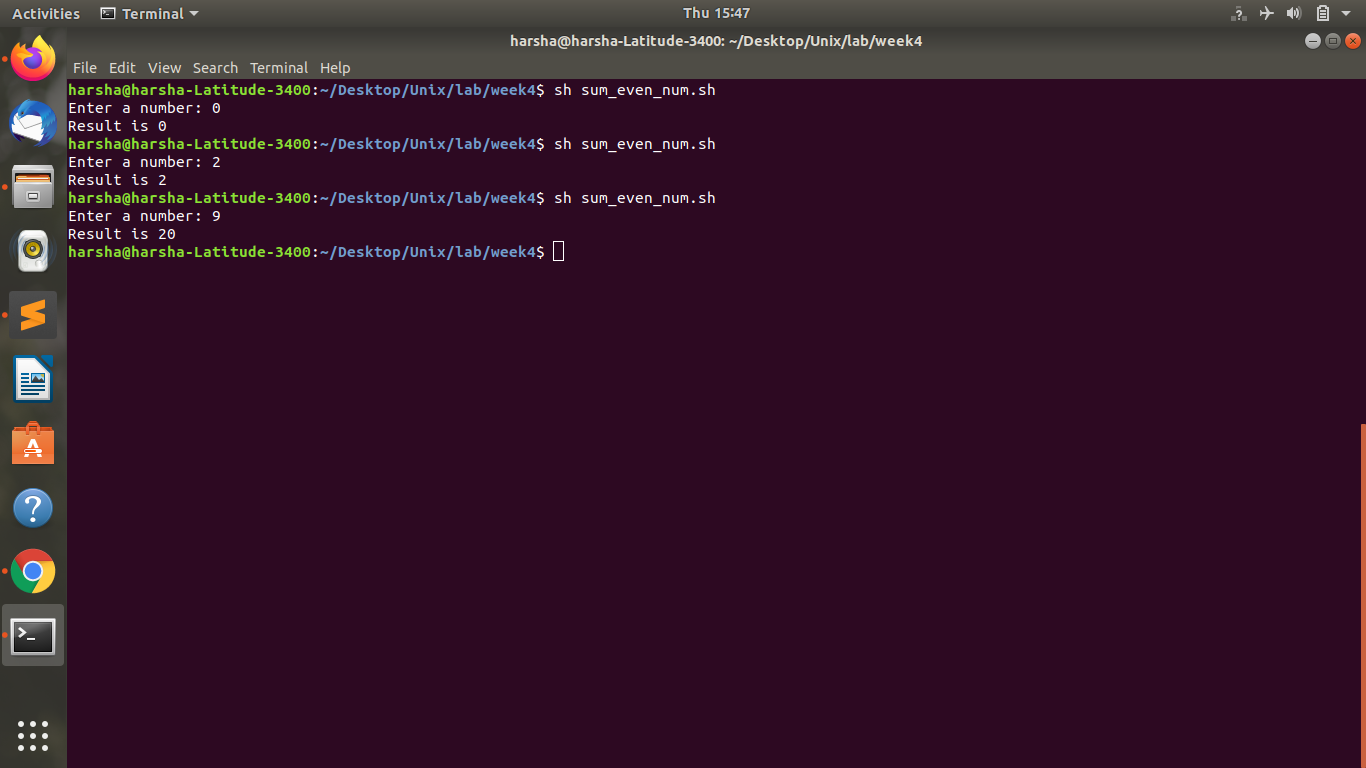 Activities Terminal Thu 15:47
harsha@harsha-Latitude-3400: ~/Desktop/Unix/lab/week4
File Edit View Search Terminal Help
harsha@harsha-Latitude-3400:~/Desktop/Unix/lab/week4$ sh sum_even_num.sh
Enter a number: 0
Result is 0
harsha@harsha-Latitude-3400:~/Desktop/Unix/lab/week4$ sh sum_even_num.sh
Enter a number: 2
Result is 2
harsha@harsha-Latitude-3400:~/Desktop/Unix/lab/week4$ sh sum_even_num.sh
Enter a number: 9
Result is 20
harsha@harsha-Latitude-3400:~/Desktop/Unix/lab/week4$